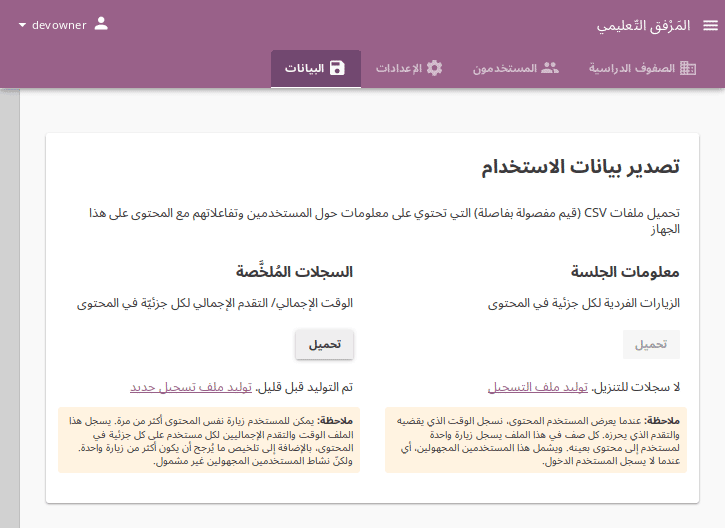 المَرْفق التّعليمي
devowner
الصفوف الدراسية
المستخدمون
الإعدادات
البيانات
تصدير بيانات الاستخدام
تحميل ملفات CSV (قيم مفصولة بفاصلة) التي تحتوي على معلومات حول المستخدمين وتفاعلاتهم مع المحتوى على هذا
الجهاز
معلومات الجلسة
الزيارات الفردية لكل جزئية في المحتوى
تحميل
لا سجلات للتنزيل. توليد ملف التسجيل
ملاحظة: عندما يعرض المستخدم المحتوى، نسجل الوقت الذي يقضيه
والتقدم الذي يحرزه. كل صف في هذا الملف يسجل زيارة واحدة
لمستخدم إلى محتوى بعينه. ويشمل هذا المستخدمين المجهولين، أي
عندما لا يسجل المستخدم الدخول.
السجلات المُلخَّصة
الوقت الإجمالي/ التقدم الإجمالي لكل جزئيّة في المحتوى
تحميل
تم التوليد قبل قليل. توليد ملف تسجيل جديد
ملاحظة: يمكن للمستخدم زيارة نفس المحتوى أكثر من مرة. يسجل هذا
الملف الوقت والتقدم الإجماليين لكل مستخدم على كل جزئية في
المحتوى، بالإضافة إلى تلخيص ما يُرجح أن يكون أكثر من زيارة واحدة.
ولكنّ نشاط المستخدمين المجهولين غير مشمول.